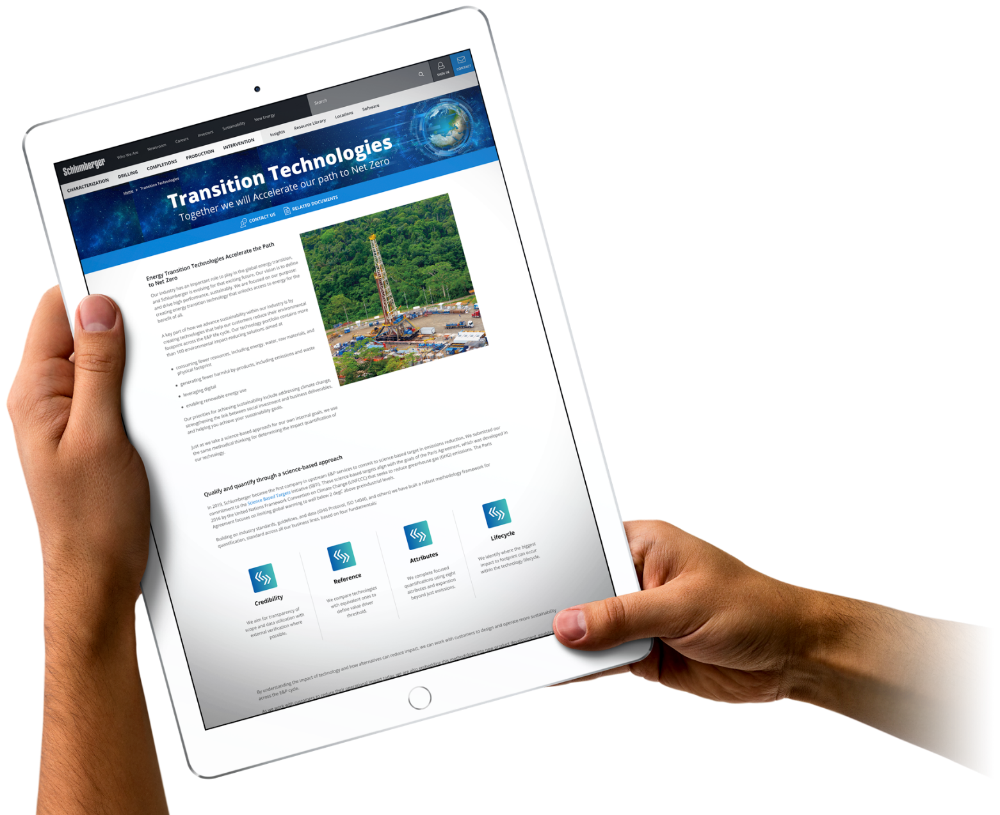 Schlumberger
Who We Are
Newsroom
Careers
Investors
Sustainability
New Energy
Search
SIGN IN
CONTACT
CHARACTERIZATION
DRILLING
COMPLETIONS
PRODUCTION
INTERVENTION
Insights
Resource Library
Locations
Software
Home > Transition Technologies
Transition Technologies
Together we will Accelerate our path to Net Zero
CONTACT US
RELATED DOCUMENTS
Energy Transition Technologies Accelerate the Path
to Net Zero
Our industry has an important role to play in the global energy transition,
and Schlumberger is evolving for that exciting future. Our vision is to define
and drive high performance, sustainably. We are focused on our purpose:
creating energy transition technology that unlocks access to energy for the
benefit of all.
A key part of how we advance sustainability within our industry is by
creating technologies that help our customers reduce their environmental
footprint across the E&P life cycle. Our technology portfolio contains more
than 100 environmental impact-reducing solutions aimed at
• consuming fewer resources, including energy, water, raw materials, and
physical footprint
• generating fewer harmful by-products, including emissions and waste
• leveraging digital
• enabling renewable energy use
Our priorities for achieving sustainability include addressing climate change,
strengthening the link between social investment and business deliverables,
and helping you achieve your sustainability goals.
Just as we take a science-based approach for our own internal goals, we use
the same methodical thinking for determining the impact quantification of
our technology.
Qualify and quantify through a science-based approach
In 2019, Schlumberger became the first company in upstream E&P services to commit to science-based target in emissions reduction. We submitted our
commitment to the Science Based Targets initiative (SBTi). These science-based targets align with the goals of the Paris Agreement, which was developed in
2016 by the United Nations Framework Convention on Climate Change (UNFCCC) that seeks to reduce greenhouse gas (GHG) emissions. The Paris
Agreement focuses on limiting global warming to well below 2 degC above preindustrial levels.
Building on industry standards, guidelines, and data (GHG Protocol, ISO 14040, and others) we have built a robust methodology framework for
quantification, standard across all our business lines, based on four fundamentals:
Credibility
We aim for transparency of
scope and data utilization with
external verification where
possible.
Reference
We compare technologies
with equivalent ones to
define value driver
threshold.
Attributes
We complete focused
quantifications using eight
attributes and expansion
beyond just emissions.
Lifecycle
We identify where the biggest
impact to footprint can occur
within the technology lifecycle.
By understanding the impact of technology and how alternatives can reduce impact, we can work with customers to design and operate more sustainability
across the E&P cycle.
As we work with customers to reduce their operational impact today, we are also embedding this methodology into new product development,